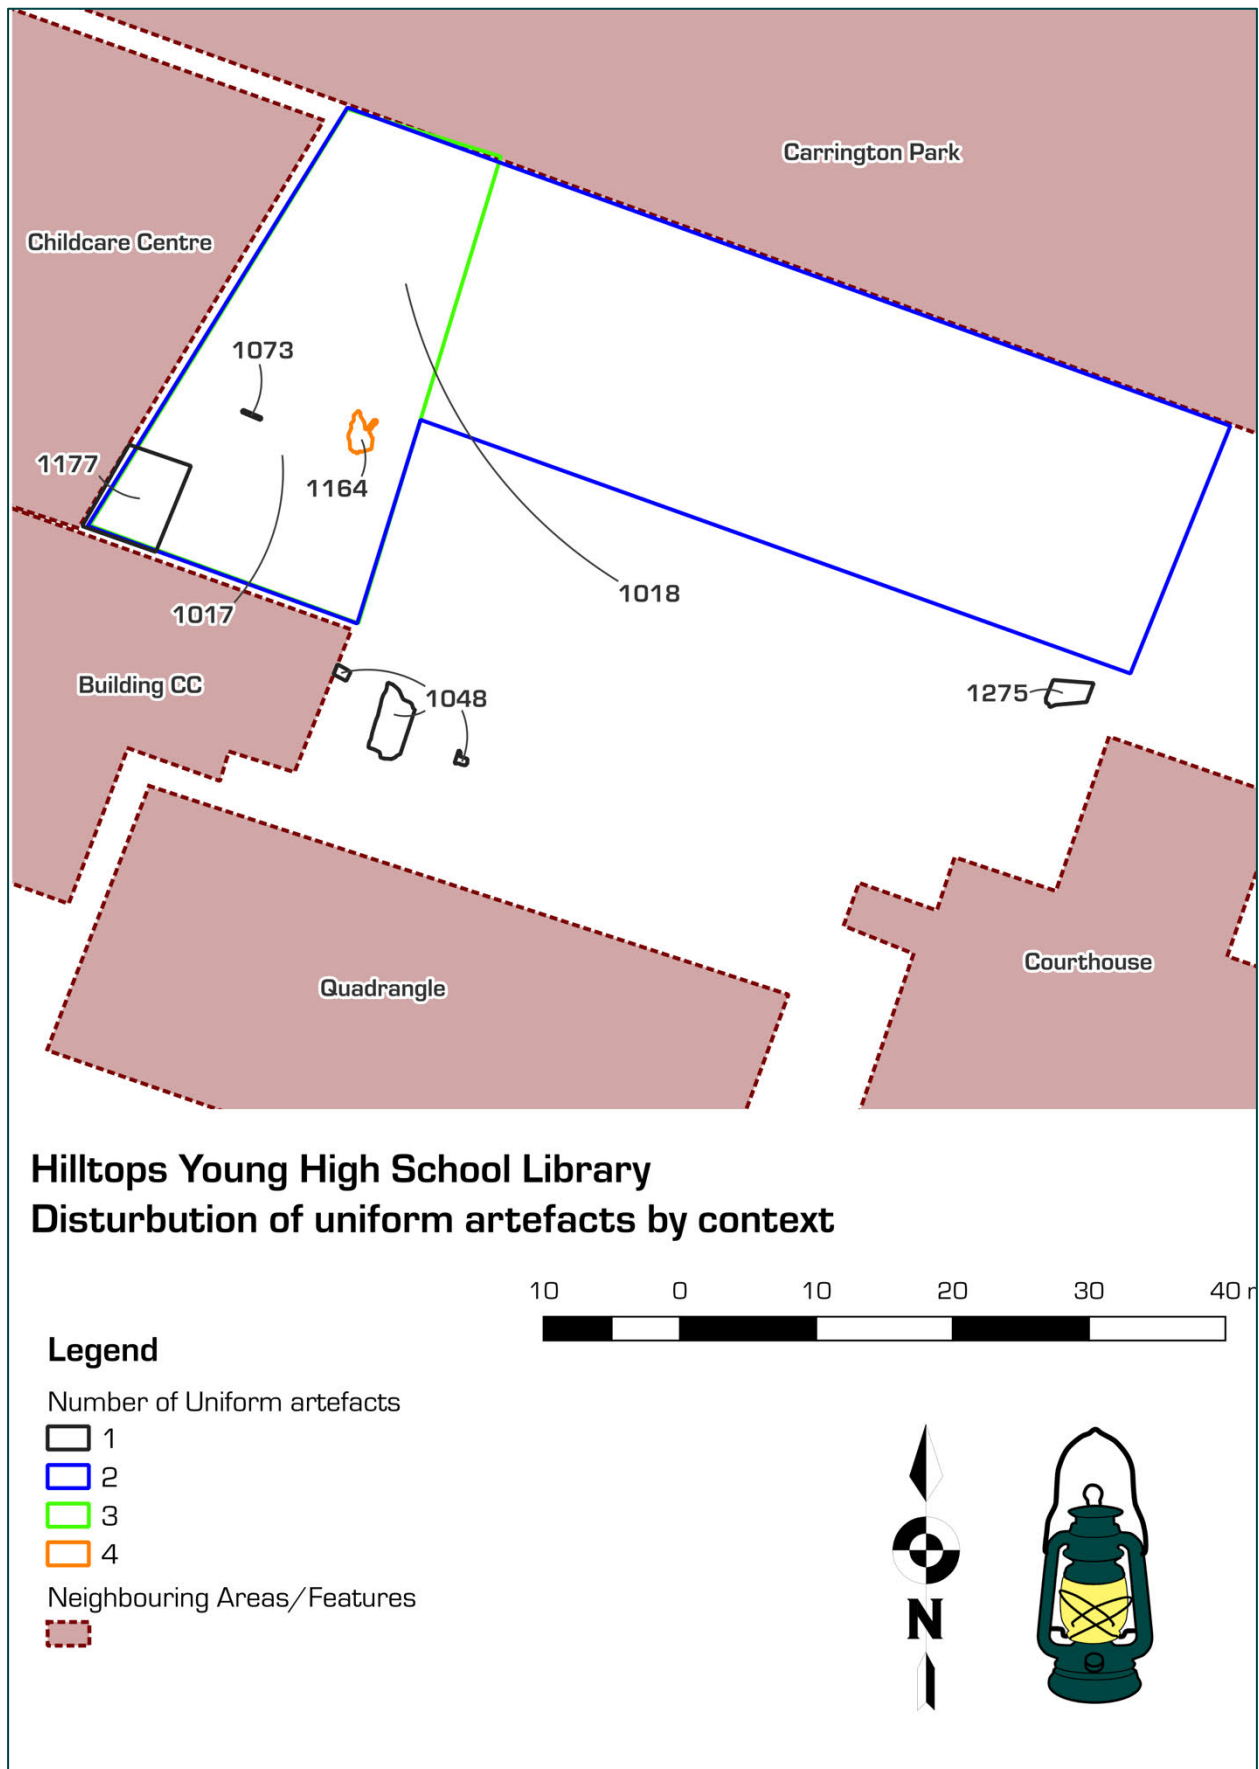 Carrington Park
Childcare Centre
1073
1177
1164
1018
1017
Building CC
1048
1275
Courthouse
Quadrangle
Hilltops Young High School Library
Disturbution of uniform artefacts by context
10 0 10 20 30 40 m
Legend
Number of Uniform artefacts
1
2
3
4
Neighbouring Areas/Features
N